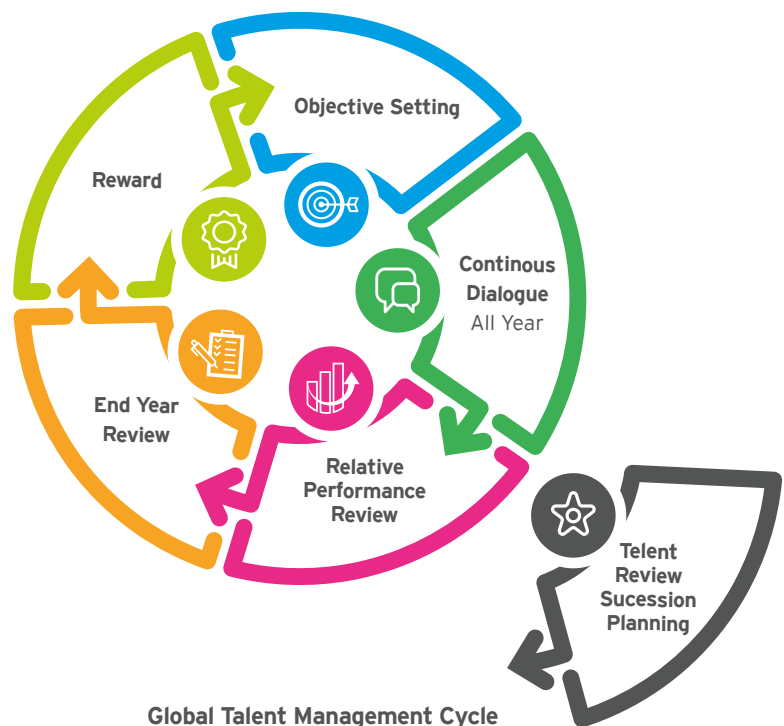 Objective Setting
Continous
Dialogue
All Year
Relative
Performance
Review
End Year
Review
Reward
Telent
Review
Sucession
Planning
Global Talent Management Cycle